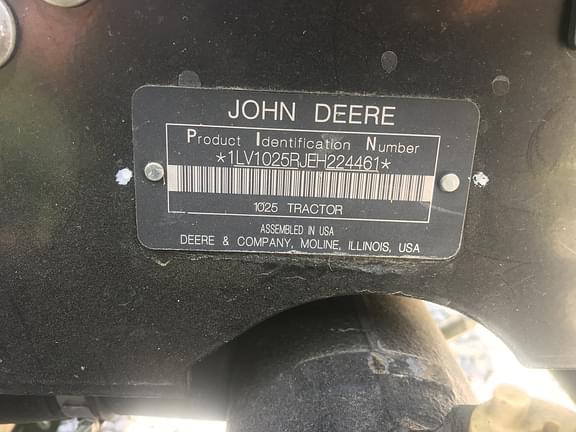 JOHN DEERE
Product Identification Number
*1LV1025RJEH224461*
1025 TRACTOR
ASSEMBLED IN USA
DEERE & COMPANY, MOLINE, ILLINOIS, USA